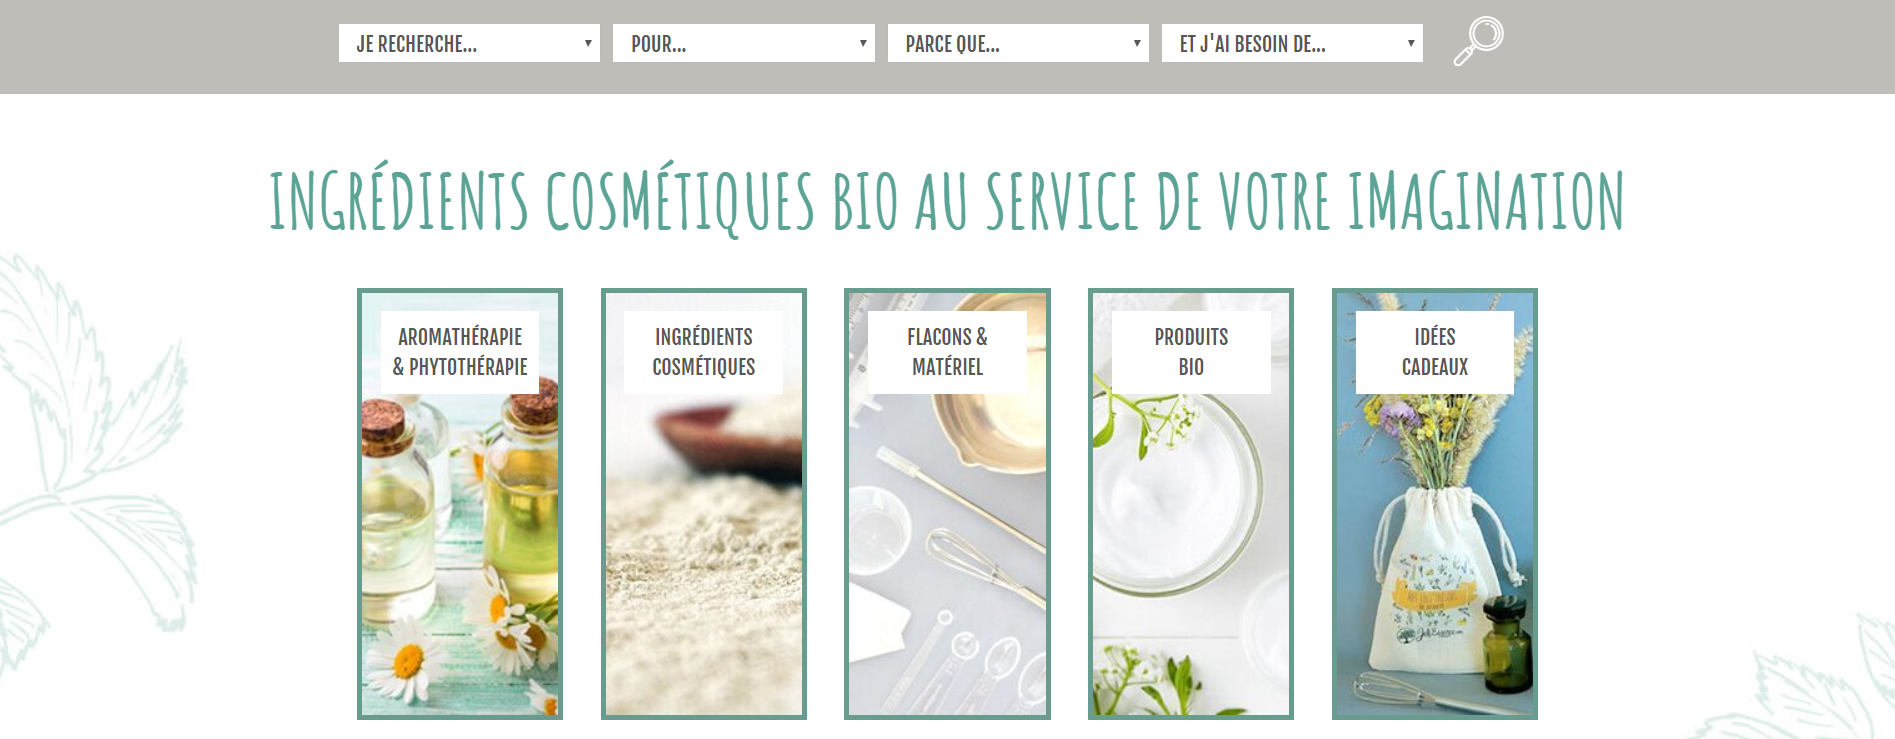 JE RECHERCHE...
POUR...
PARCE QUE...
ET J'AI BESOIN DE...
INGRÉDIENTS COSMÉTIQUES BIO AU SERVICE DE VOTRE IMAGINATION
AROMATHÉRAPIE
& PHYTOTHÉRAPIE
INGRÉDIENTS
COSMÉTIQUES
FLACONS &
MATÉRIEL
PRODUITS
BIO
IDÉES
CADEAUX